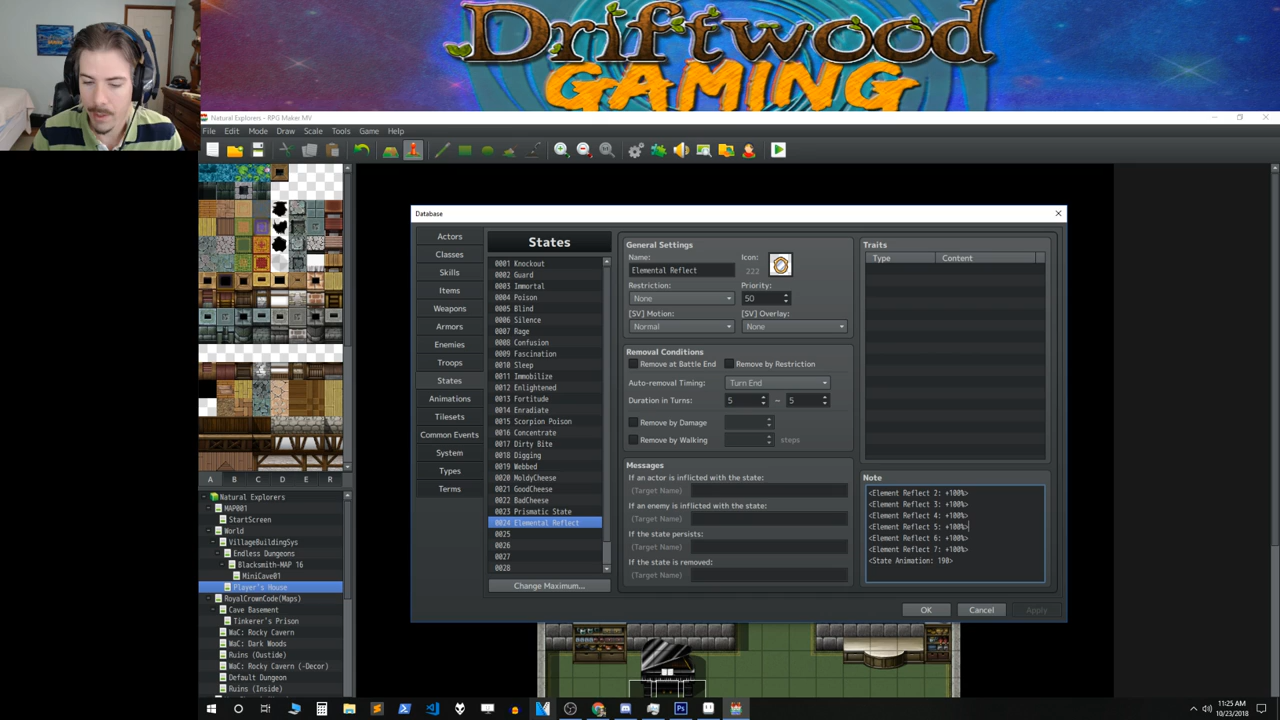 Driftwood
GAMING
Natural Explorers - RPG Maker MV
File Edit Mode Draw Scale Tools Game Help
Database
Actors
Classes
Skills
Items
Weapons
Armors
Enemies
Troops
States
Animations
Tilesets
Common Events
System
Types
Terms
States
0001 Knockout
0002 Guard
0003 Immortal
0004 Poison
0005 Blind
0006 Silence
0007 Rage
0008 Confusion
0009 Fascination
0010 Sleep
0011 Immobilize
0012 Enlightened
0013 Fortitude
0014 Enradiate
0015 Scorpion Poison
0016 Concentrate
0017 Dirty Bite
0018 Digging
0019 Webbed
0020 MoldyCheese
0021 GoodCheese
0022 BadCheese
0023 Prismatic State
0024 Elemental Reflect
0025
0026
0027
0028
Change Maximum...
General Settings
Name: Icon:
Elemental Reflect 222
Restriction: Priority:
None 50
[SV] Motion: [SV] Overlay:
Normal None
Removal Conditions
Remove at Battle End Remove by Restriction
Auto-removal Timing: Turn End
Duration in Turns: 5 ~ 5
Remove by Damage
Remove by Walking steps
Messages
If an actor is inflicted with the state:
(Target Name)
If an enemy is inflicted with the state:
(Target Name)
If the state persists:
(Target Name)
If the state is removed:
(Target Name)
Traits
Type Content
Note
<Element Reflect 2: +100%>
<Element Reflect 3: +100%>
<Element Reflect 4: +100%>
<Element Reflect 5: +100%>
<Element Reflect 6: +100%>
<Element Reflect 7: +100%>
<State Animation: 190>
OK Cancel Apply
A B C D E R
Natural Explorers
MAP001
StartScreen
World
VillageBuildingSys
Endless Dungeons
Blacksmith-MAP 16
MiniCave01
Player's House
RoyalCrownCode(Maps)
Cave Basement
Tinkerer's Prison
WaC: Rocky Cavern
WaC: Dark Woods
Ruins (Oustide)
WaC: Rocky Cavern (-Decor)
Default Dungeon
Ruins (Inside)
11:25 AM
10/23/2018